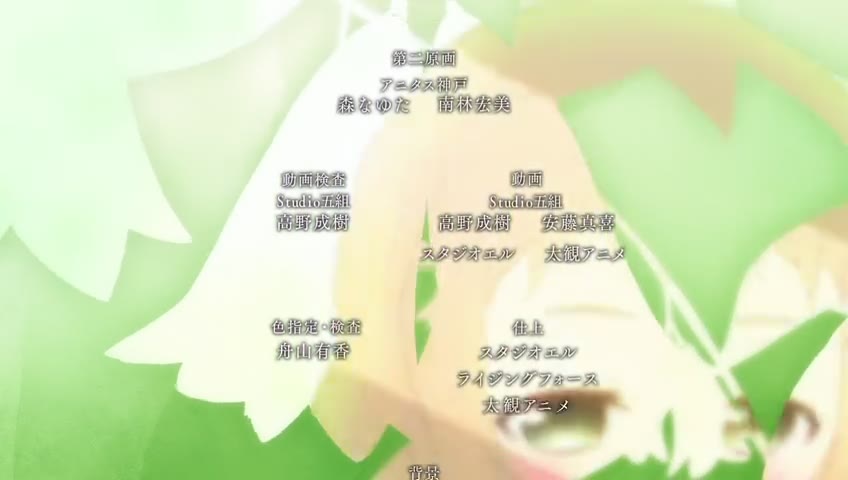 第二原画
アニタス神戸
森なゆた 南林宏美
動画検査
Studio五組
高野成樹
動画
Studio五組
高野成樹 安藤真喜
スタジオエル 太観アニメ
色指定・検査
舟山有香
仕上
スタジオエル
ライジングフォース
太観アニメ
背景